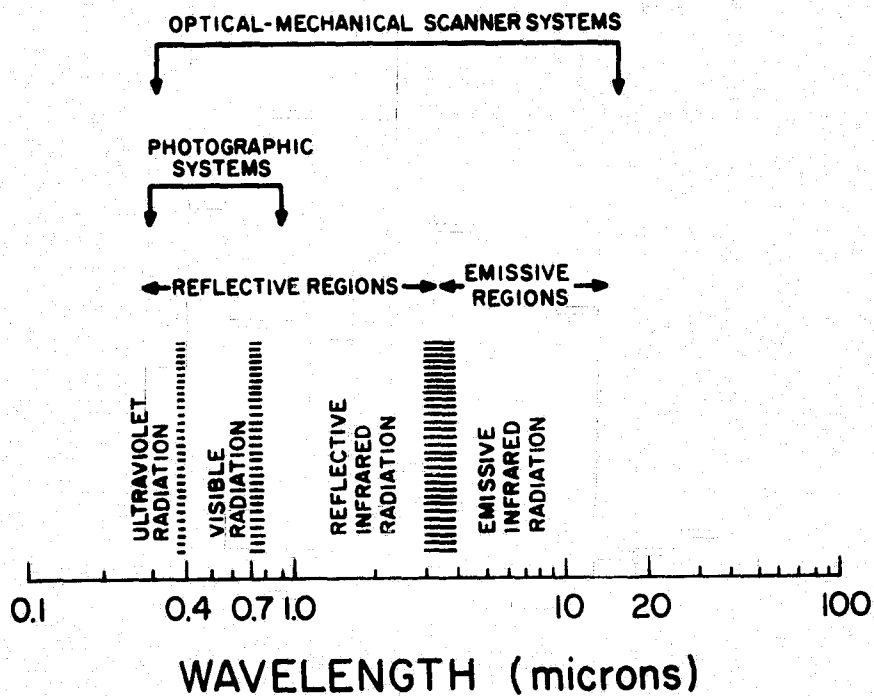 OPTICAL-MECHANICAL SCANNER SYSTEMS
PHOTOGRAPHIC
SYSTEMS
REFLECTIVE REGIONS
EMISSIVE
REGIONS
ULTRAVIOLET
RADIATION
VISIBLE
RADIATION
REFLECTIVE
INFRARED
RADIATION
EMISSIVE
INFRARED
RADIATION
0.1 0.4 0.7 1.0 10 20 100
WAVELENGTH (microns)